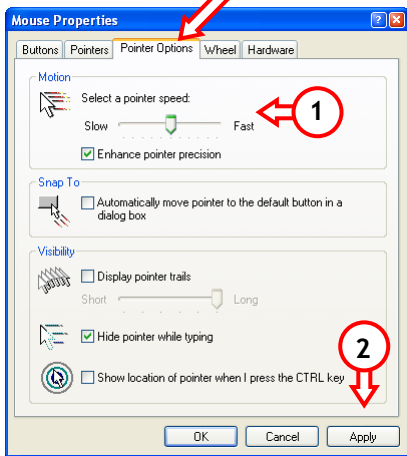 Mouse Properties
Buttons Pointers Pointer Options Wheel Hardware
Motion
Select a pointer speed:
Slow Fast
1
Enhance pointer precision
Snap To
Automatically move pointer to the default button in a
dialog box
Visibility
Display pointer trails
Short Long
Hide pointer while typing
2
Show location of pointer when I press the CTRL key
OK Cancel Apply